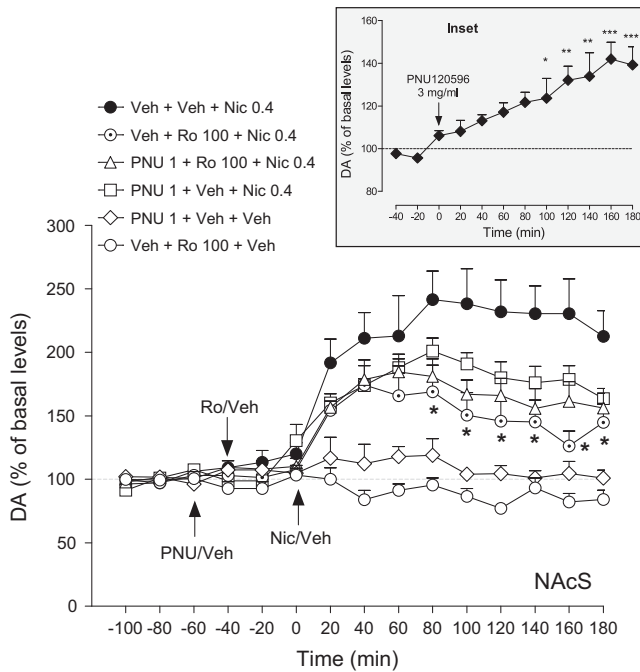 Inset
DA (% of basal levels)
160
140
120
100
80
PNU120596
3 mg/ml
*
**
**
***
***
-40 -20 0 20 40 60 80 100 120 140 160 180
Time (min)
Veh + Veh + Nic 0.4
Veh + Ro 100 + Nic 0.4
PNU 1 + Ro 100 + Nic 0.4
PNU 1 + Veh + Nic 0.4
PNU 1 + Veh + Veh
Veh + Ro 100 + Veh
DA (% of basal levels)
300
250
200
150
100
50
0
Ro/Veh
PNU/Veh
Nic/Veh
* * * * * *
NAcS
-100 -80 -60 -40 -20 0 20 40 60 80 100 120 140 160 180
Time (min)